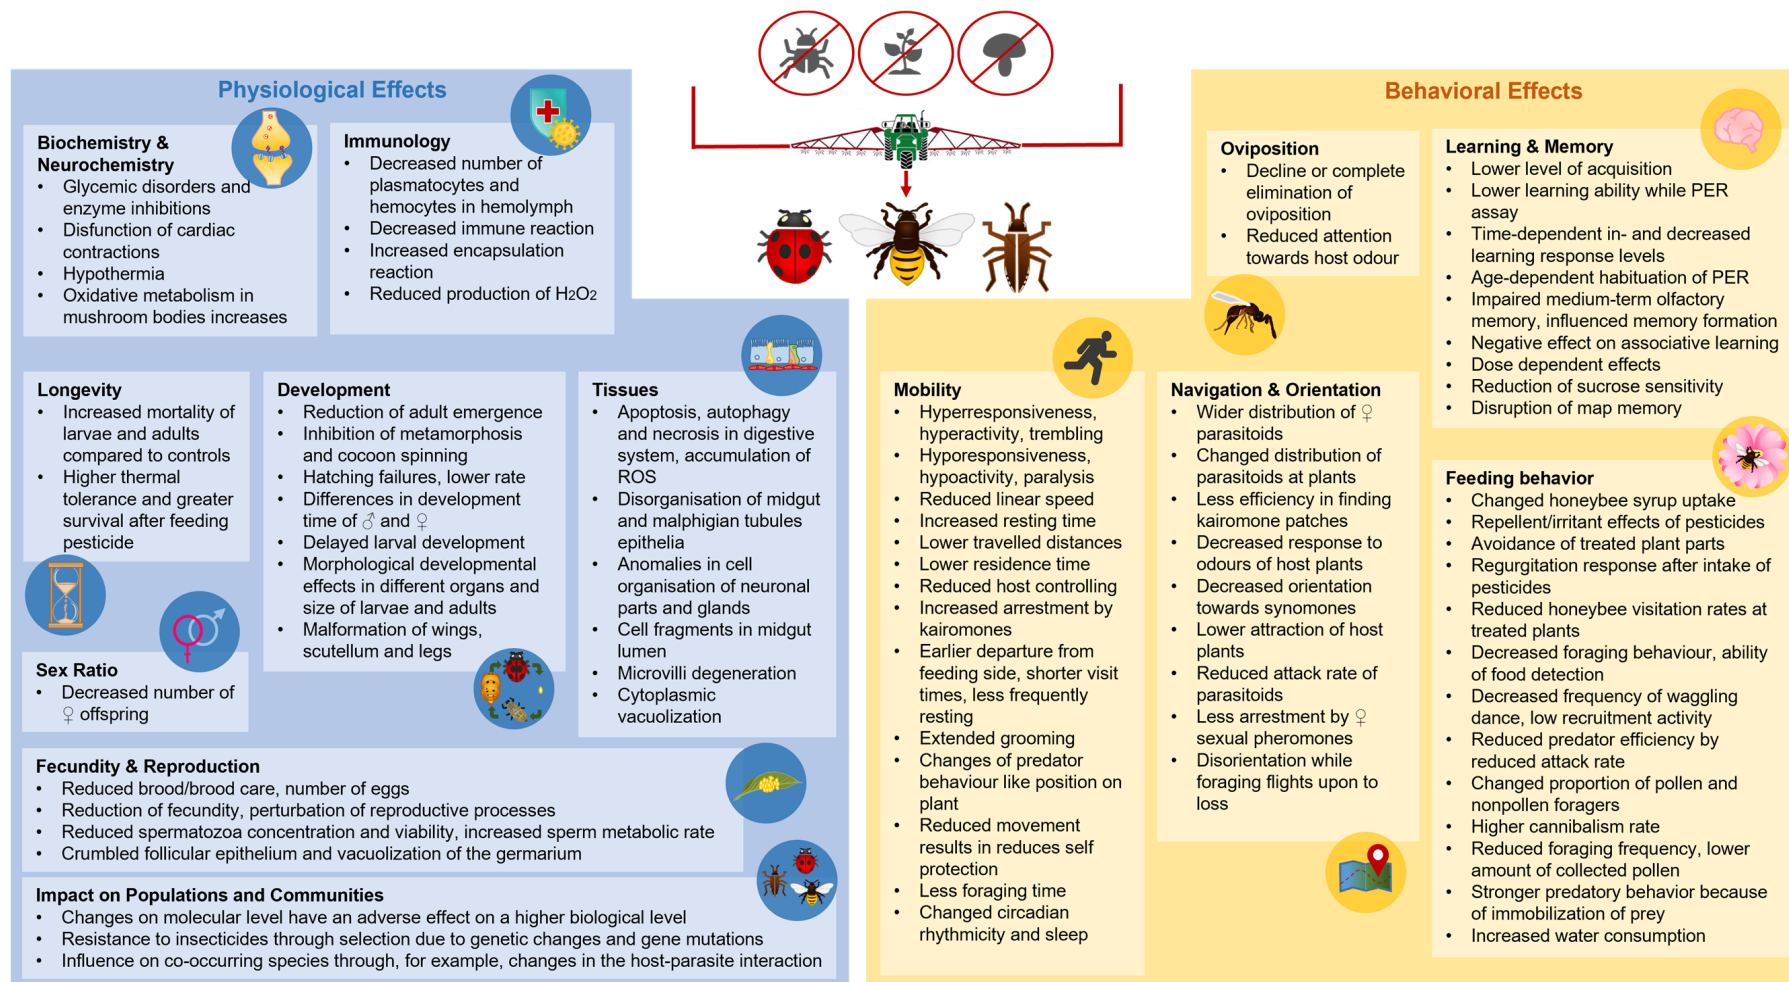 Physiological Effects
Biochemistry &
Neurochemistry
• Glycemic disorders and
enzyme inhibitions
• Disfunction of cardiac
contractions
• Hypothermia
• Oxidative metabolism in
mushroom bodies increases
Immunology
• Decreased number of
plasmatocytes and
hemocytes in hemolymph
• Decreased immune reaction
• Increased encapsulation
reaction
• Reduced production of H2O2
Longevity
• Increased mortality of
larvae and adults
compared to controls
• Higher thermal
tolerance and greater
survival after feeding
pesticide
Development
• Reduction of adult emergence
• Inhibition of metamorphosis
and cocoon spinning
• Hatching failures, lower rate
• Differences in development
time of ♂ and ♀
• Delayed larval development
• Morphological developmental
effects in different organs and
size of larvae and adults
• Malformation of wings,
scutellum and legs
Tissues
• Apoptosis, autophagy
and necrosis in digestive
system, accumulation of
ROS
• Disorganisation of midgut
and malphigian tubules
epithelia
• Anomalies in cell
organisation of neuronal
parts and glands
• Cell fragments in midgut
lumen
• Microvilli degeneration
• Cytoplasmic
vacuolization
Sex Ratio
• Decreased number of
♀ offspring
Fecundity & Reproduction
• Reduced brood/brood care, number of eggs
• Reduction of fecundity, perturbation of reproductive processes
• Reduced spermatozoa concentration and viability, increased sperm metabolic rate
• Crumbled follicular epithelium and vacuolization of the germarium
Impact on Populations and Communities
• Changes on molecular level have an adverse effect on a higher biological level
• Resistance to insecticides through selection due to genetic changes and gene mutations
• Influence on co-occurring species through, for example, changes in the host-parasite interaction
Behavioral Effects
Oviposition
• Decline or complete
elimination of
oviposition
• Reduced attention
towards host odour
Learning & Memory
• Lower level of acquisition
• Lower learning ability while PER
assay
• Time-dependent in- and decreased
learning response levels
• Age-dependent habituation of PER
• Impaired medium-term olfactory
memory, influenced memory formation
• Negative effect on associative learning
• Dose dependent effects
• Reduction of sucrose sensitivity
• Disruption of map memory
Mobility
• Hyperresponsiveness,
hyperactivity, trembling
• Hyporesponsiveness,
hypoactivity, paralysis
• Reduced linear speed
• Increased resting time
• Lower travelled distances
• Lower residence time
• Reduced host controlling
• Increased arrestment by
kairomones
• Earlier departure from
feeding side, shorter visit
times, less frequently
resting
• Extended grooming
• Changes of predator
behaviour like position on
plant
• Reduced movement
results in reduces self
protection
• Less foraging time
• Changed circadian
rhythmicity and sleep
Navigation & Orientation
• Wider distribution of ♀
parasitoids
• Changed distribution of
parasitoids at plants
• Less efficiency in finding
kairomone patches
• Decreased response to
odours of host plants
• Decreased orientation
towards synomones
• Lower attraction of host
plants
• Reduced attack rate of
parasitoids
• Less arrestment by ♀
sexual pheromones
• Disorientation while
foraging flights upon to
loss
Feeding behavior
• Changed honeybee syrup uptake
• Repellent/irritant effects of pesticides
• Avoidance of treated plant parts
• Regurgitation response after intake of
pesticides
• Reduced honeybee visitation rates at
treated plants
• Decreased foraging behaviour, ability
of food detection
• Decreased frequency of waggling
dance, low recruitment activity
• Reduced predator efficiency by
reduced attack rate
• Changed proportion of pollen and
nonpollen foragers
• Higher cannibalism rate
• Reduced foraging frequency, lower
amount of collected pollen
• Stronger predatory behavior because
of immobilization of prey
• Increased water consumption